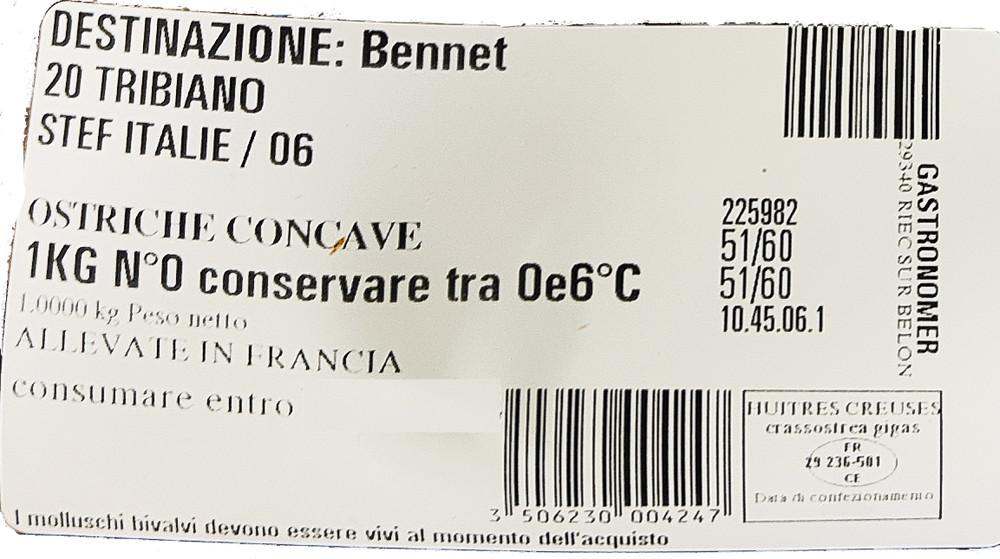 DESTINAZIONE: Bennet
20 TRIBIANO
STEF ITALIE / 06
OSTRICHE CONCAVE
1KG N°0 conservare tra 0e6°C
1.0000 kg Peso netto
ALLEVATE IN FRANCIA
consumare entro
225982
51/60
51/60
10.45.06.1
GASTRONOMER
29340 RIEC SUR BELON
3 506230 004247
HUITRES CREUSES
crassostrea gigas
FR
29 236-501
CE
Data di confezionamento
I molluschi bivalvi devono essere vivi al momento dell'acquisto